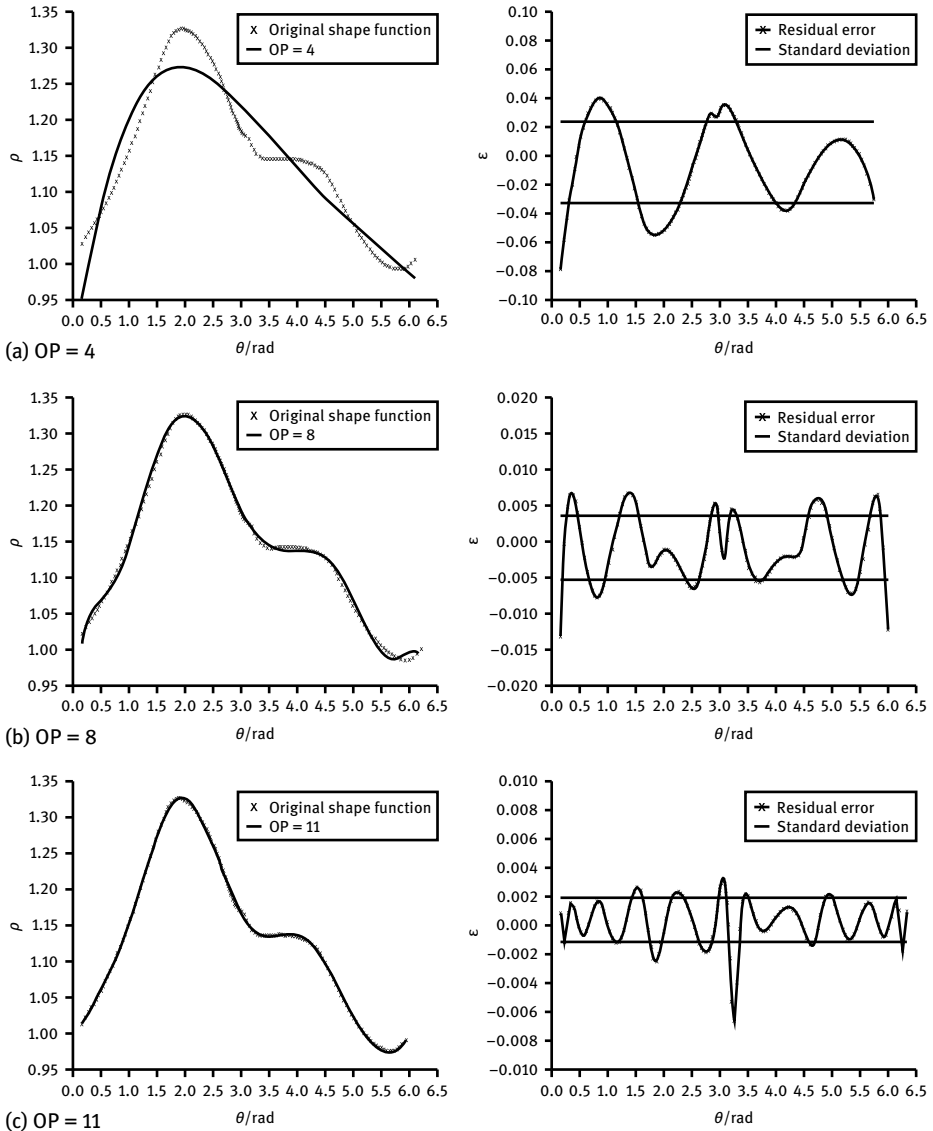 1.35
1.30
1.25
1.20
1.15
1.10
1.05
1.00
0.95
ρ
× Original shape function
OP = 4
0.0 0.5 1.0 1.5 2.0 2.5 3.0 3.5 4.0 4.5 5.0 5.5 6.0 6.5
θ/rad
(a) OP = 4
0.10
0.08
0.06
0.04
0.02
0.00
−0.02
−0.04
−0.06
−0.08
−0.10
ε
Residual error
Standard deviation
0.0 0.5 1.0 1.5 2.0 2.5 3.0 3.5 4.0 4.5 5.0 5.5 6.0 6.5
θ/rad
1.35
1.30
1.25
1.20
1.15
1.10
1.05
1.00
0.95
ρ
× Original shape function
OP = 8
0.0 0.5 1.0 1.5 2.0 2.5 3.0 3.5 4.0 4.5 5.0 5.5 6.0 6.5
θ/rad
(b) OP = 8
0.020
0.015
0.010
0.005
0.000
−0.005
−0.010
−0.015
−0.020
ε
Residual error
Standard deviation
0.0 0.5 1.0 1.5 2.0 2.5 3.0 3.5 4.0 4.5 5.0 5.5 6.0 6.5
θ/rad
1.35
1.30
1.25
1.20
1.15
1.10
1.05
1.00
0.95
ρ
× Original shape function
OP = 11
0.0 0.5 1.0 1.5 2.0 2.5 3.0 3.5 4.0 4.5 5.0 5.5 6.0 6.5
θ/rad
(c) OP = 11
0.010
0.008
0.006
0.004
0.002
0.000
−0.002
−0.004
−0.006
−0.008
−0.010
ε
Residual error
Standard deviation
0.0 0.5 1.0 1.5 2.0 2.5 3.0 3.5 4.0 4.5 5.0 5.5 6.0 6.5
θ/rad